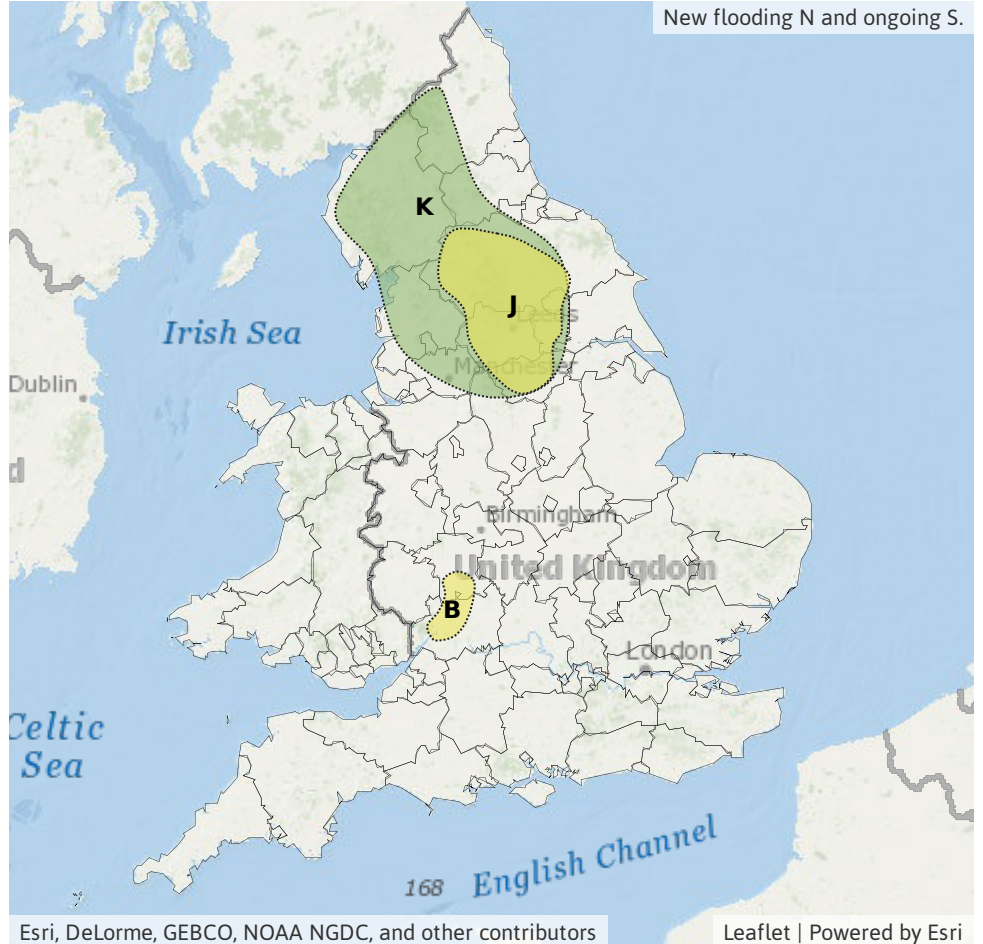 New flooding N and ongoing S.
K
J
Leeds
Irish Sea
Manchester
Dublin
d
Birmingham
United Kingdom
B
London
Celtic
Sea
English Channel
168
Esri, DeLorme, GEBCO, NOAA NGDC, and other contributors
Leaflet | Powered by Esri